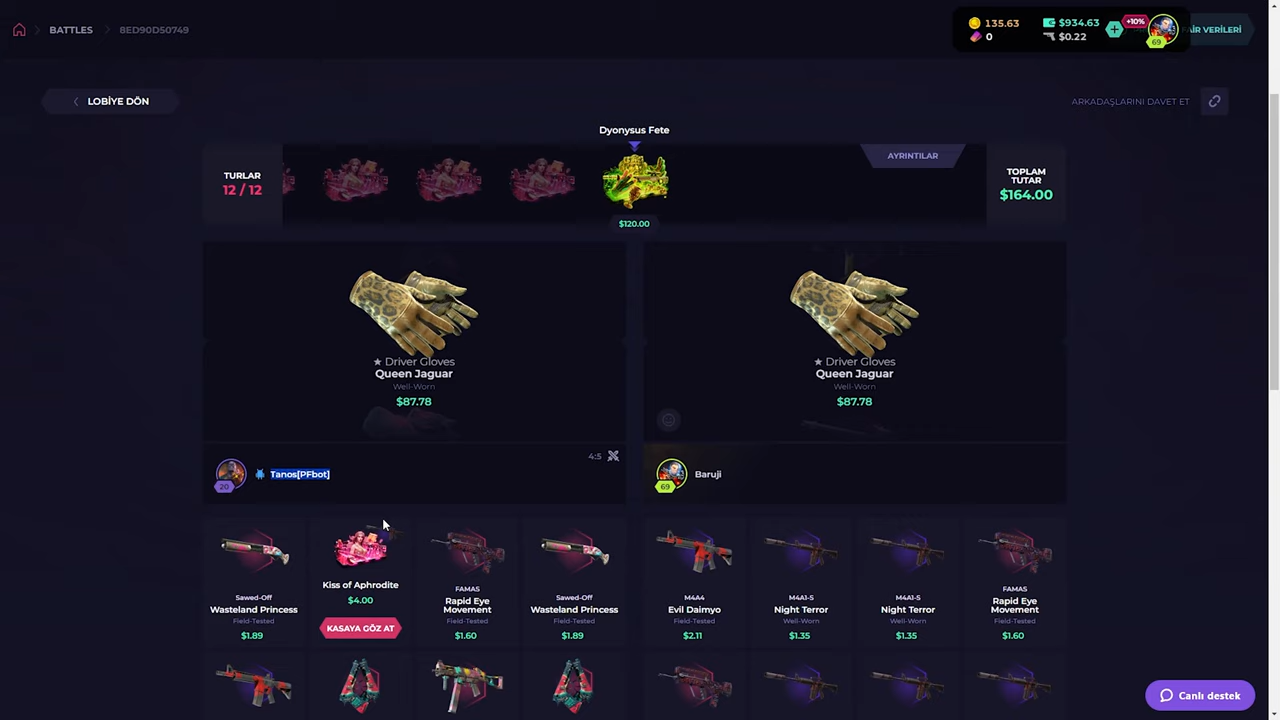 BATTLES
8ED90D50749
135.63
0
$934.63
$0.22
+10%
69
FAİR VERİLERİ
LOBİYE DÖN
ARKADAŞLARINI DAVET ET
Dyonysus Fete
TURLAR
12 / 12
AYRINTILAR
TOPLAM
TUTAR
$164.00
$120.00
★ Driver Gloves
Queen Jaguar
Well-Worn
$87.78
★ Driver Gloves
Queen Jaguar
Well-Worn
$87.78
4:5
Tanos[PFbot]
20
Baruji
69
Sawed-Off
Wasteland Princess
Field-Tested
$1.89
Kiss of Aphrodite
$4.00
KASAYA GÖZ AT
FAMAS
Rapid Eye
Movement
Field-Tested
$1.60
Sawed-Off
Wasteland Princess
Field-Tested
$1.89
M4A4
Evil Daimyo
Field-Tested
$2.11
M4A1-S
Night Terror
Well-Worn
$1.35
M4A1-S
Night Terror
Well-Worn
$1.35
FAMAS
Rapid Eye
Movement
Field-Tested
$1.60
Canlı destek